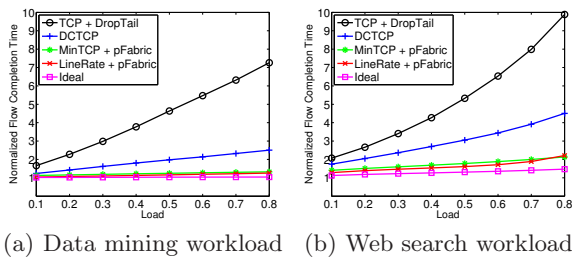 Normalized Flow Completion Time
10
9
8
7
6
5
4
3
2
1
TCP + DropTail
DCTCP
MinTCP + pFabric
LineRate + pFabric
Ideal
0.1 0.2 0.3 0.4 0.5 0.6 0.7 0.8
Load
(a) Data mining workload
Normalized Flow Completion Time
10
9
8
7
6
5
4
3
2
1
TCP + DropTail
DCTCP
MinTCP + pFabric
LineRate + pFabric
Ideal
0.1 0.2 0.3 0.4 0.5 0.6 0.7 0.8
Load
(b) Web search workload